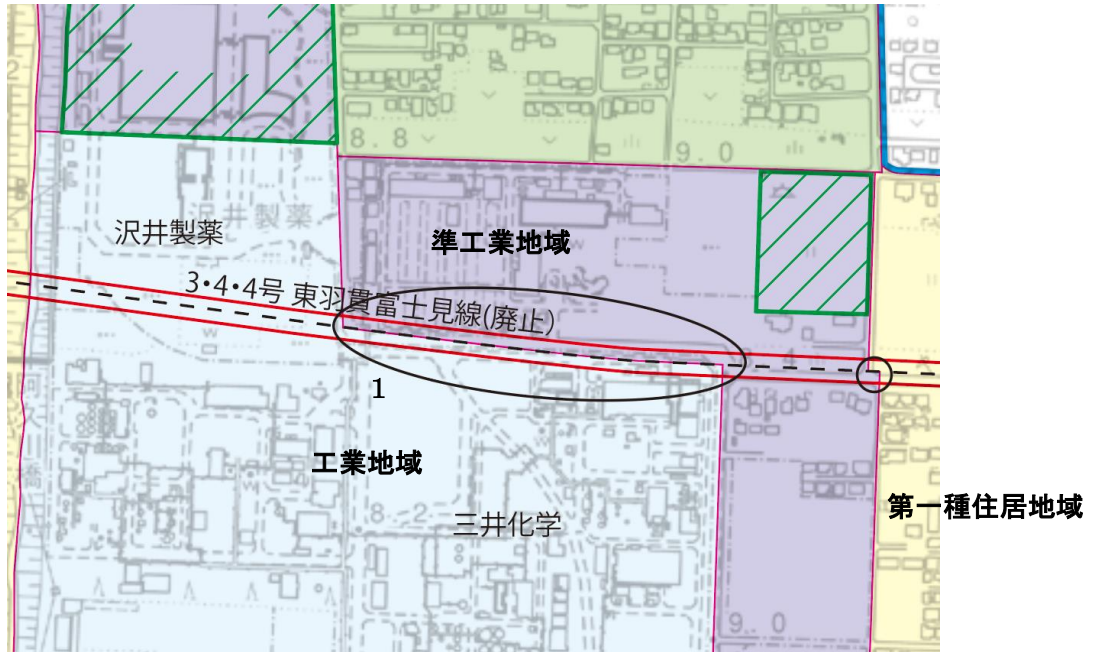 8.8
9.0
沢井製薬
沢井製薬
準工業地域
3・4・4号 東羽貫富士見線(廃止)
1
工業地域
第一種住居地域
8.2
三井化学
9.0